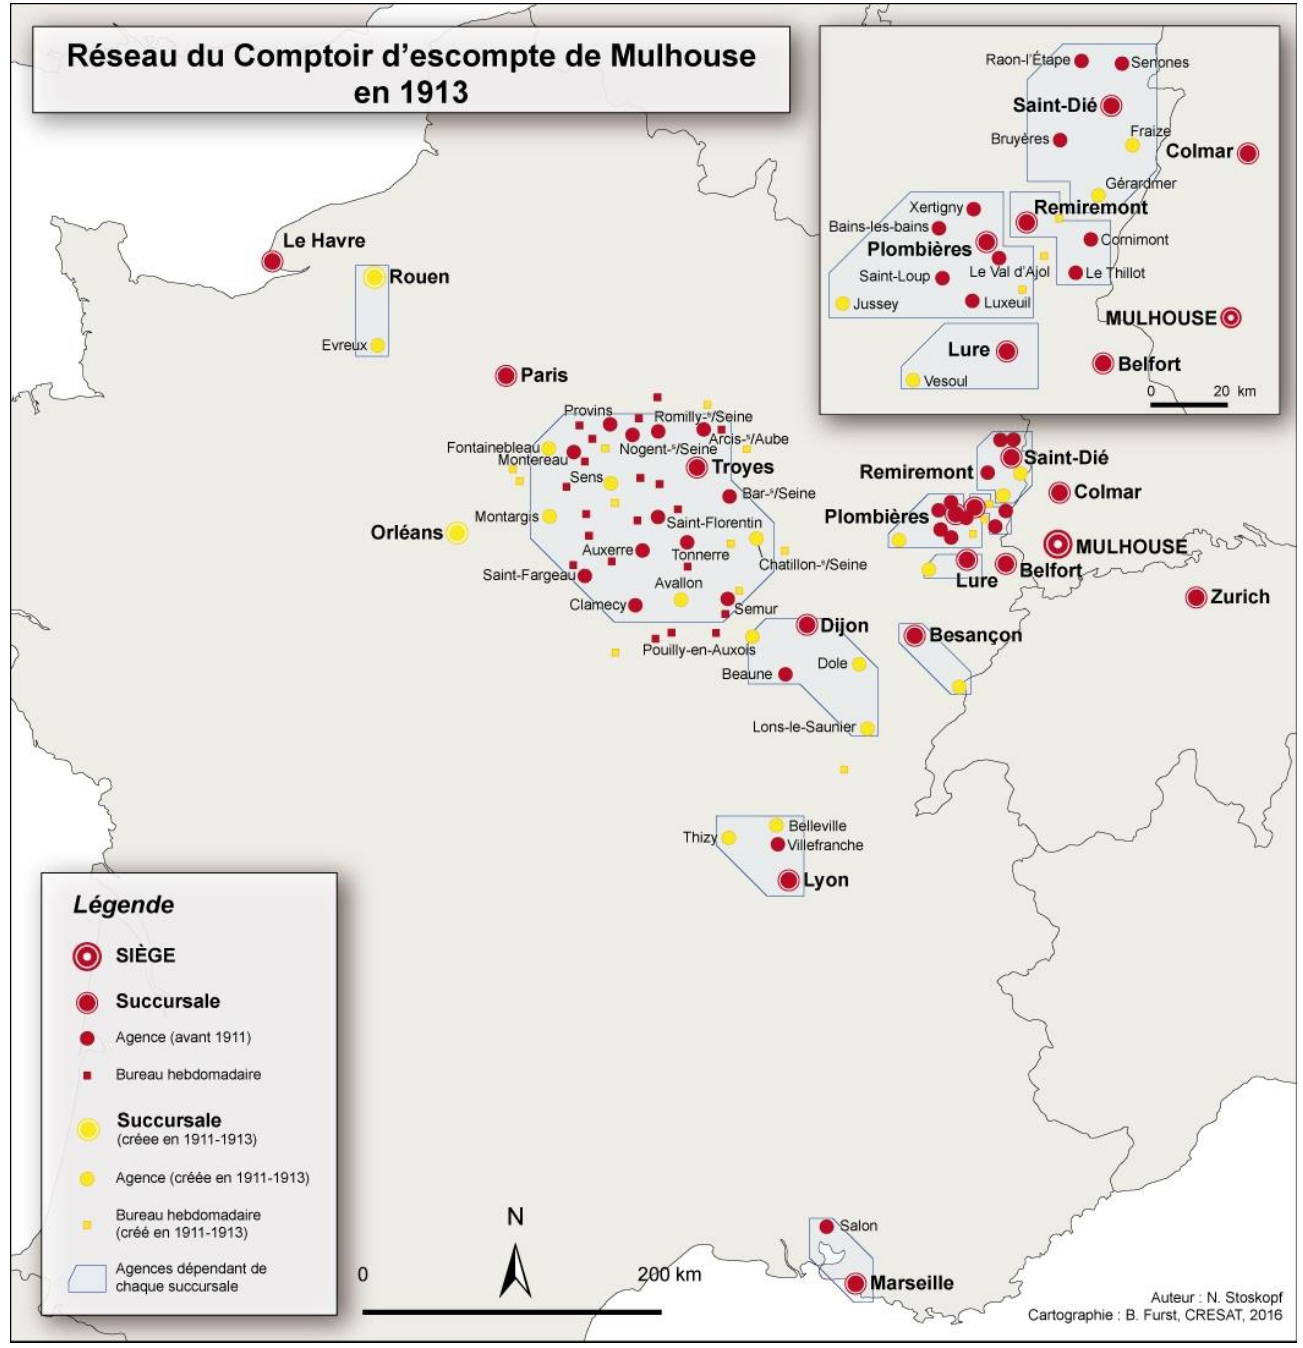 Réseau du Comptoir d'escompte de Mulhouse
en 1913
Raon-l'Étape
Senones
Saint-Dié
Bruyères
Fraize
Colmar
Gérardmer
Xertigny
Remiremont
Bains-les-bains
Plombières
Cornimont
Le Val d'Ajol
Saint-Loup
Le Thillot
Jussey
Luxeuil
MULHOUSE
Lure
Belfort
Vesoul
0 20 km
Le Havre
Rouen
Evreux
Paris
Provins
Romilly-s/Seine
Arcis-s/Aube
Fontainebleau
Nogent-s/Seine
Montereau
Troyes
Sens
Bar-s/Seine
Montargis
Saint-Florentin
Orléans
Auxerre
Tonnerre
Chatillon-s/Seine
Saint-Fargeau
Avallon
Clamecy
Semur
Pouilly-en-Auxois
Saint-Dié
Remiremont
Colmar
Plombières
MULHOUSE
Belfort
Lure
Zurich
Dijon
Besançon
Beaune
Dole
Lons-le-Saunier
Belleville
Thizy
Villefranche
Lyon
Légende
SIÈGE
Succursale
Agence (avant 1911)
Bureau hebdomadaire
Succursale
(créee en 1911-1913)
Agence (créée en 1911-1913)
Bureau hebdomadaire
(créé en 1911-1913)
Agences dépendant de
chaque succursale
N
0 200 km
Salon
Marseille
Auteur : N. Stoskopf
Cartographie : B. Furst, CRESAT, 2016